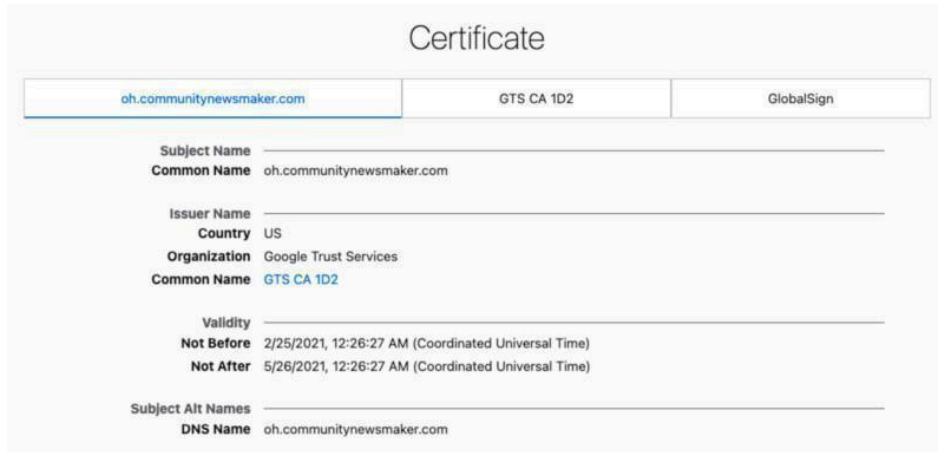 Certificate
oh.communitynewsmaker.com
GTS CA 1D2
GlobalSign
Subject Name
Common Name oh.communitynewsmaker.com
Issuer Name
Country US
Organization Google Trust Services
Common Name GTS CA 1D2
Validity
Not Before 2/25/2021, 12:26:27 AM (Coordinated Universal Time)
Not After 5/26/2021, 12:26:27 AM (Coordinated Universal Time)
Subject Alt Names
DNS Name oh.communitynewsmaker.com